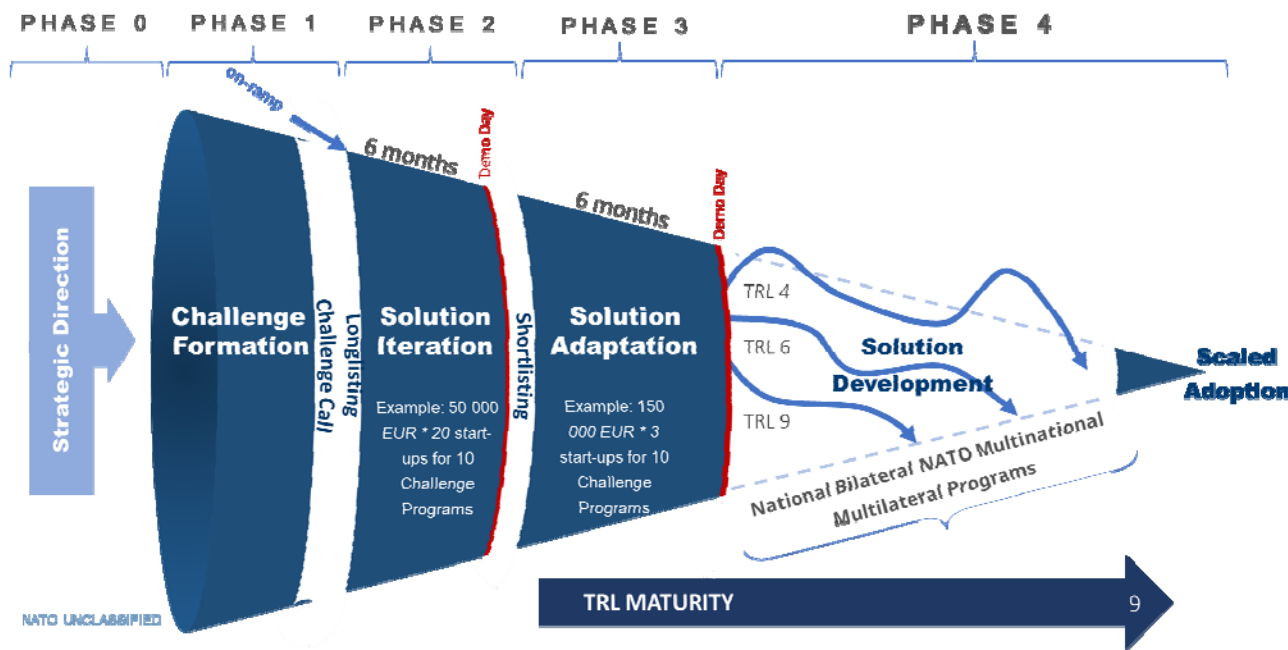 PHASE 0
PHASE 1
PHASE 2
PHASE 3
PHASE 4
on-ramp
6 months
Demo Day
6 months
Demo Day
Strategic Direction
Challenge
Formation
Challenge Call
Longlisting
Solution
Iteration
Example: 50 000
EUR * 20 start-
ups for 10
Challenge
Programs
Shortlisting
Solution
Adaptation
Example: 150
000 EUR * 3
start-ups for 10
Challenge
Programs
TRL 4
TRL 6
TRL 9
Solution
Development
Scaled
Adoption
National Bilateral NATO Multinational
Multilateral Programs
TRL MATURITY
9
NATO UNCLASSIFIED